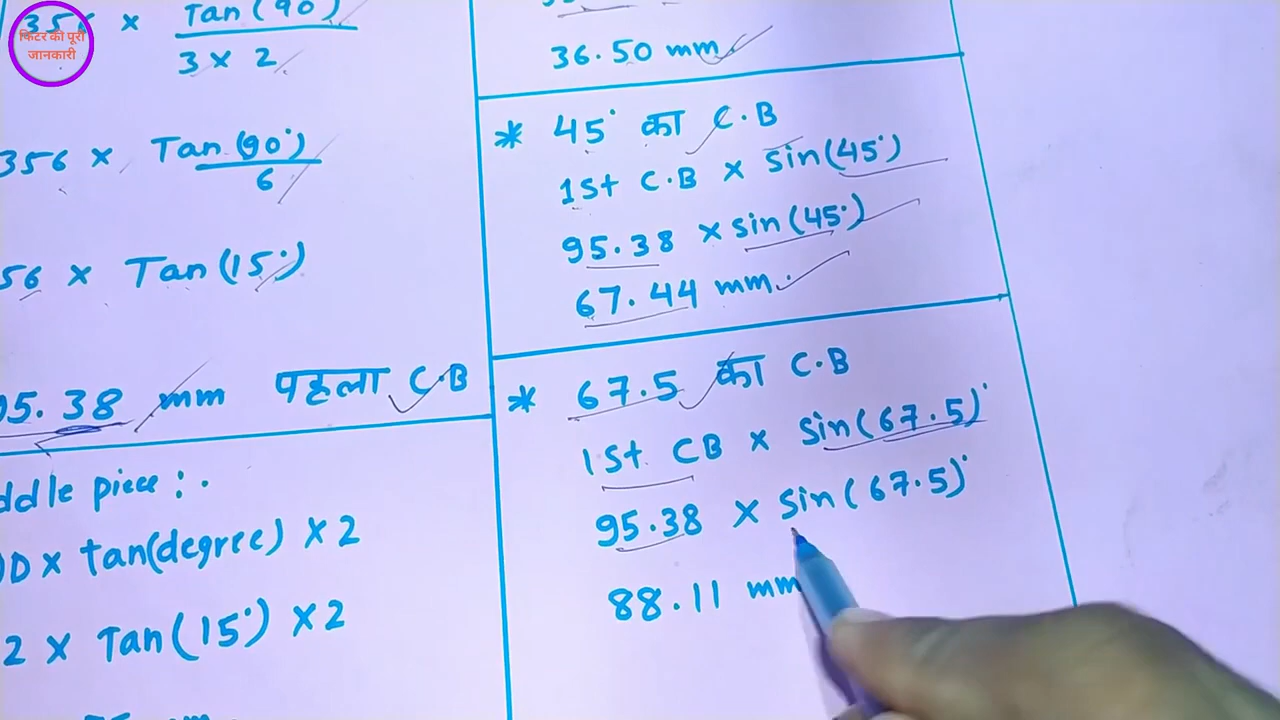 फिटर की पूरी
जानकारी
356 × Tan(90°)
3 × 2
356 × Tan(90°)
6
56 × Tan(15°)
95.38 mm पहला C.B
ddle piece :.
OD × tan(degree) × 2
2 × Tan(15°) × 2
36.50 mm
* 45° का C.B
1St C.B × Sin(45°)
95.38 × Sin(45°)
67.44 mm.
* 67.5 का C.B
1St CB × Sin(67.5)°
95.38 × Sin(67.5)°
88.11 mm